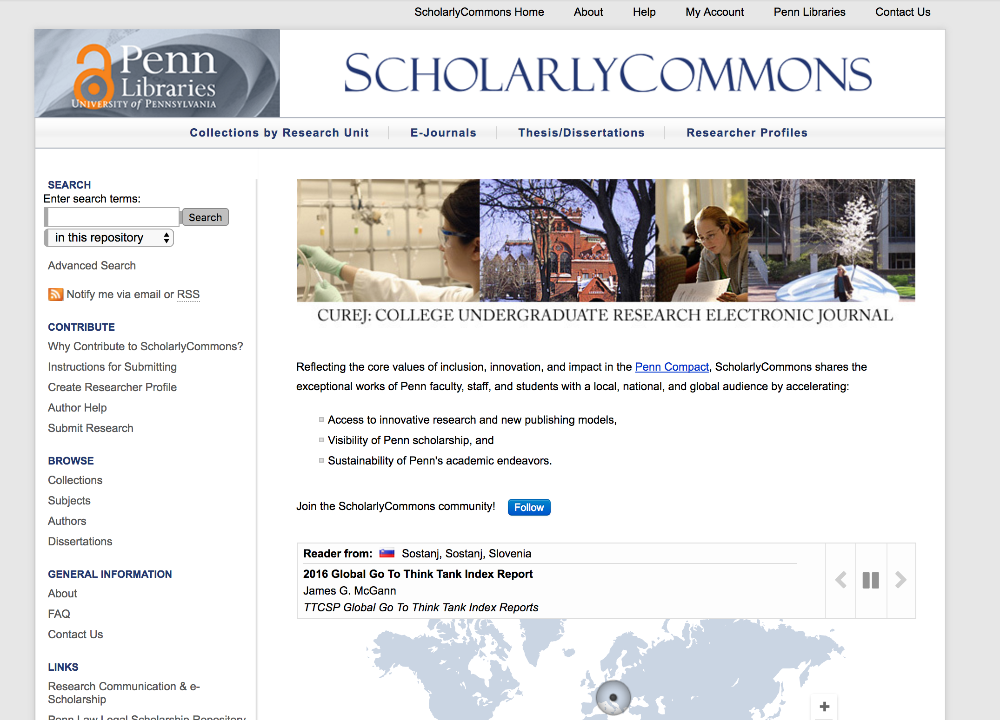 ScholarlyCommons Home About Help My Account Penn Libraries Contact Us
Penn
Libraries
UNIVERSITY of PENNSYLVANIA
SCHOLARLYCOMMONS
Collections by Research Unit E-Journals Thesis/Dissertations Researcher Profiles
SEARCH
Enter search terms:
Search
in this repository
Advanced Search
Notify me via email or RSS
CONTRIBUTE
Why Contribute to ScholarlyCommons?
Instructions for Submitting
Create Researcher Profile
Author Help
Submit Research
BROWSE
Collections
Subjects
Authors
Dissertations
GENERAL INFORMATION
About
FAQ
Contact Us
LINKS
Research Communication & e-
Scholarship
Penn Law Legal Scholarship Repository
CUREJ: COLLEGE UNDERGRADUATE RESEARCH ELECTRONIC JOURNAL
Reflecting the core values of inclusion, innovation, and impact in the Penn Compact, ScholarlyCommons shares the
exceptional works of Penn faculty, staff, and students with a local, national, and global audience by accelerating:
Access to innovative research and new publishing models,
Visibility of Penn scholarship, and
Sustainability of Penn's academic endeavors.
Join the ScholarlyCommons community! Follow
Reader from: Sostanj, Sostanj, Slovenia
2016 Global Go To Think Tank Index Report
James G. McGann
TTCSP Global Go To Think Tank Index Reports
+